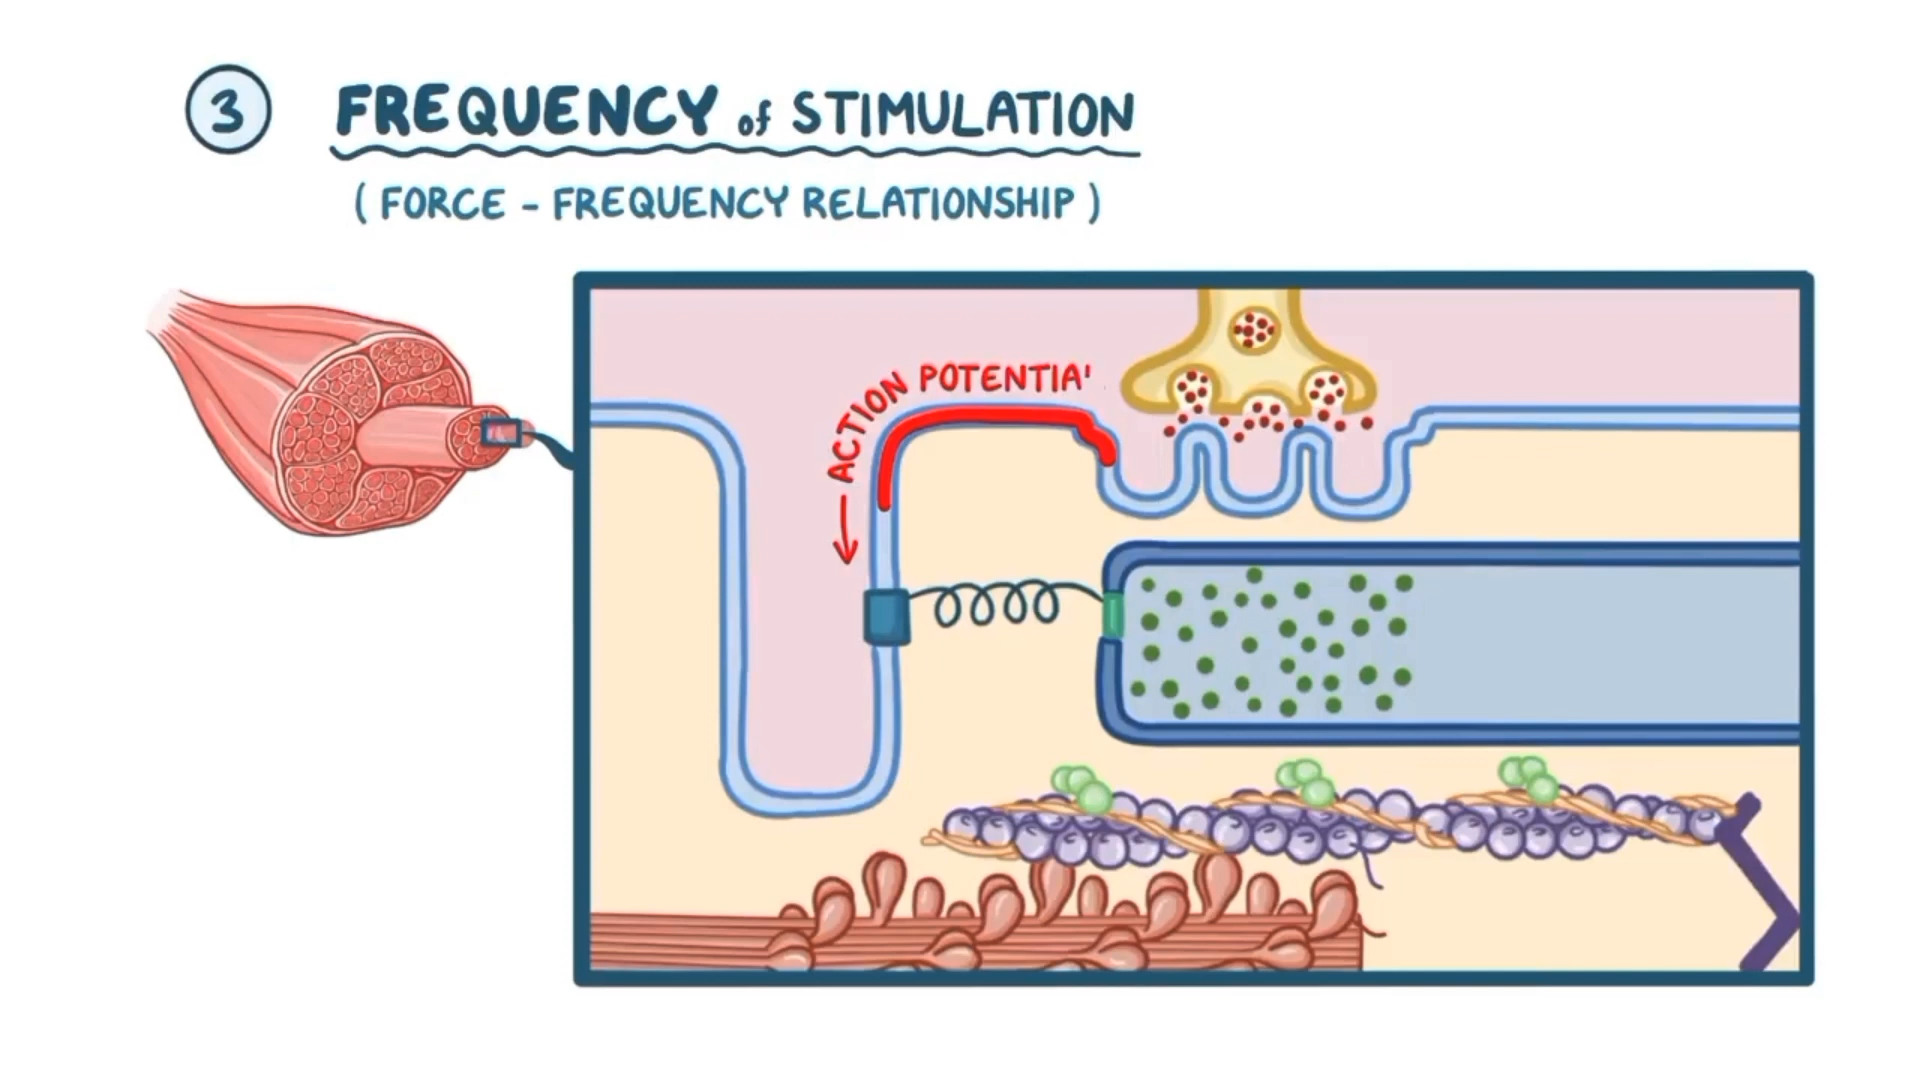 3
FREQUENCY of STIMULATION
( FORCE - FREQUENCY RELATIONSHIP )
ACTION POTENTIA'